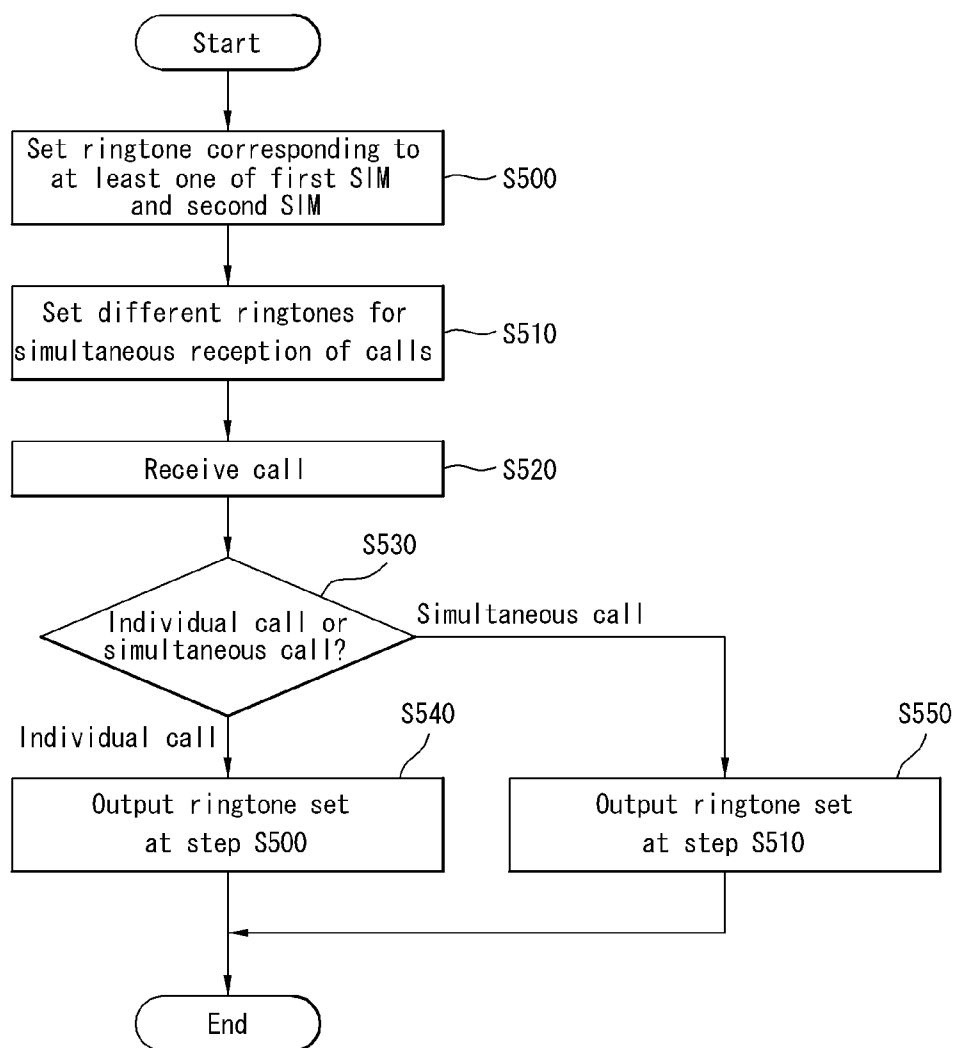 Start
Set ringtone corresponding to
at least one of first SIM
and second SIM
S500
Set different ringtones for
simultaneous reception of calls
S510
Receive call
S520
S530
Individual call or
simultaneous call?
Simultaneous call
Individual call
S540
Output ringtone set
at step S500
S550
Output ringtone set
at step S510
End